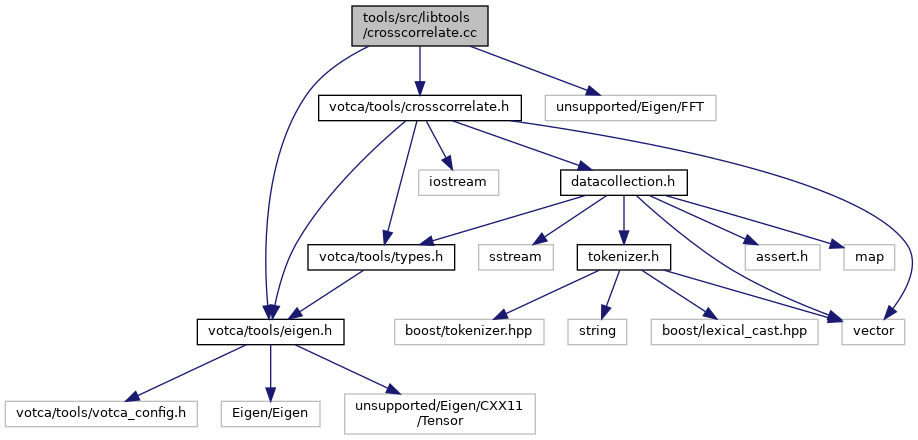 tools/src/libtools
/crosscorrelate.cc
votca/tools/crosscorrelate.h
unsupported/Eigen/FFT
iostream
datacollection.h
votca/tools/types.h
sstream
tokenizer.h
assert.h
map
votca/tools/eigen.h
boost/tokenizer.hpp
string
boost/lexical_cast.hpp
vector
votca/tools/votca_config.h
Eigen/Eigen
unsupported/Eigen/CXX11
/Tensor